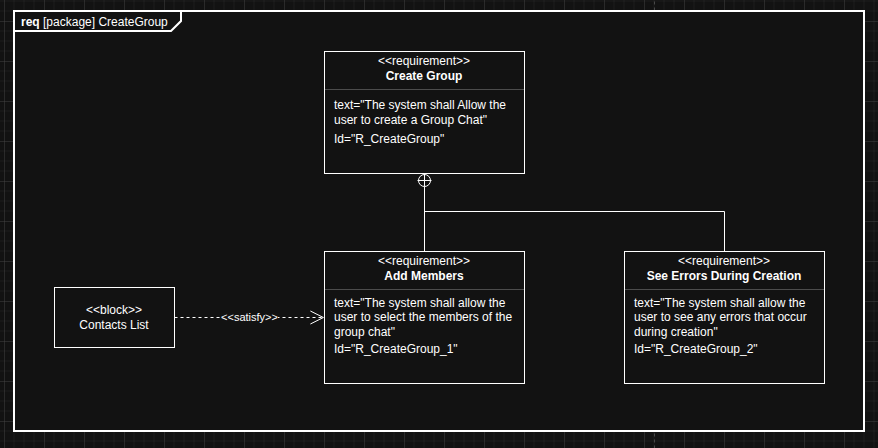 req [package] CreateGroup
<<requirement>>
Create Group
text="The system shall Allow the
user to create a Group Chat"
Id="R_CreateGroup"
<<requirement>>
Add Members
text="The system shall allow the
user to select the members of the
group chat"
Id="R_CreateGroup_1"
<<requirement>>
See Errors During Creation
text="The system shall allow the
user to see any errors that occur
during creation"
Id="R_CreateGroup_2"
<<block>>
Contacts List
<<satisfy>>